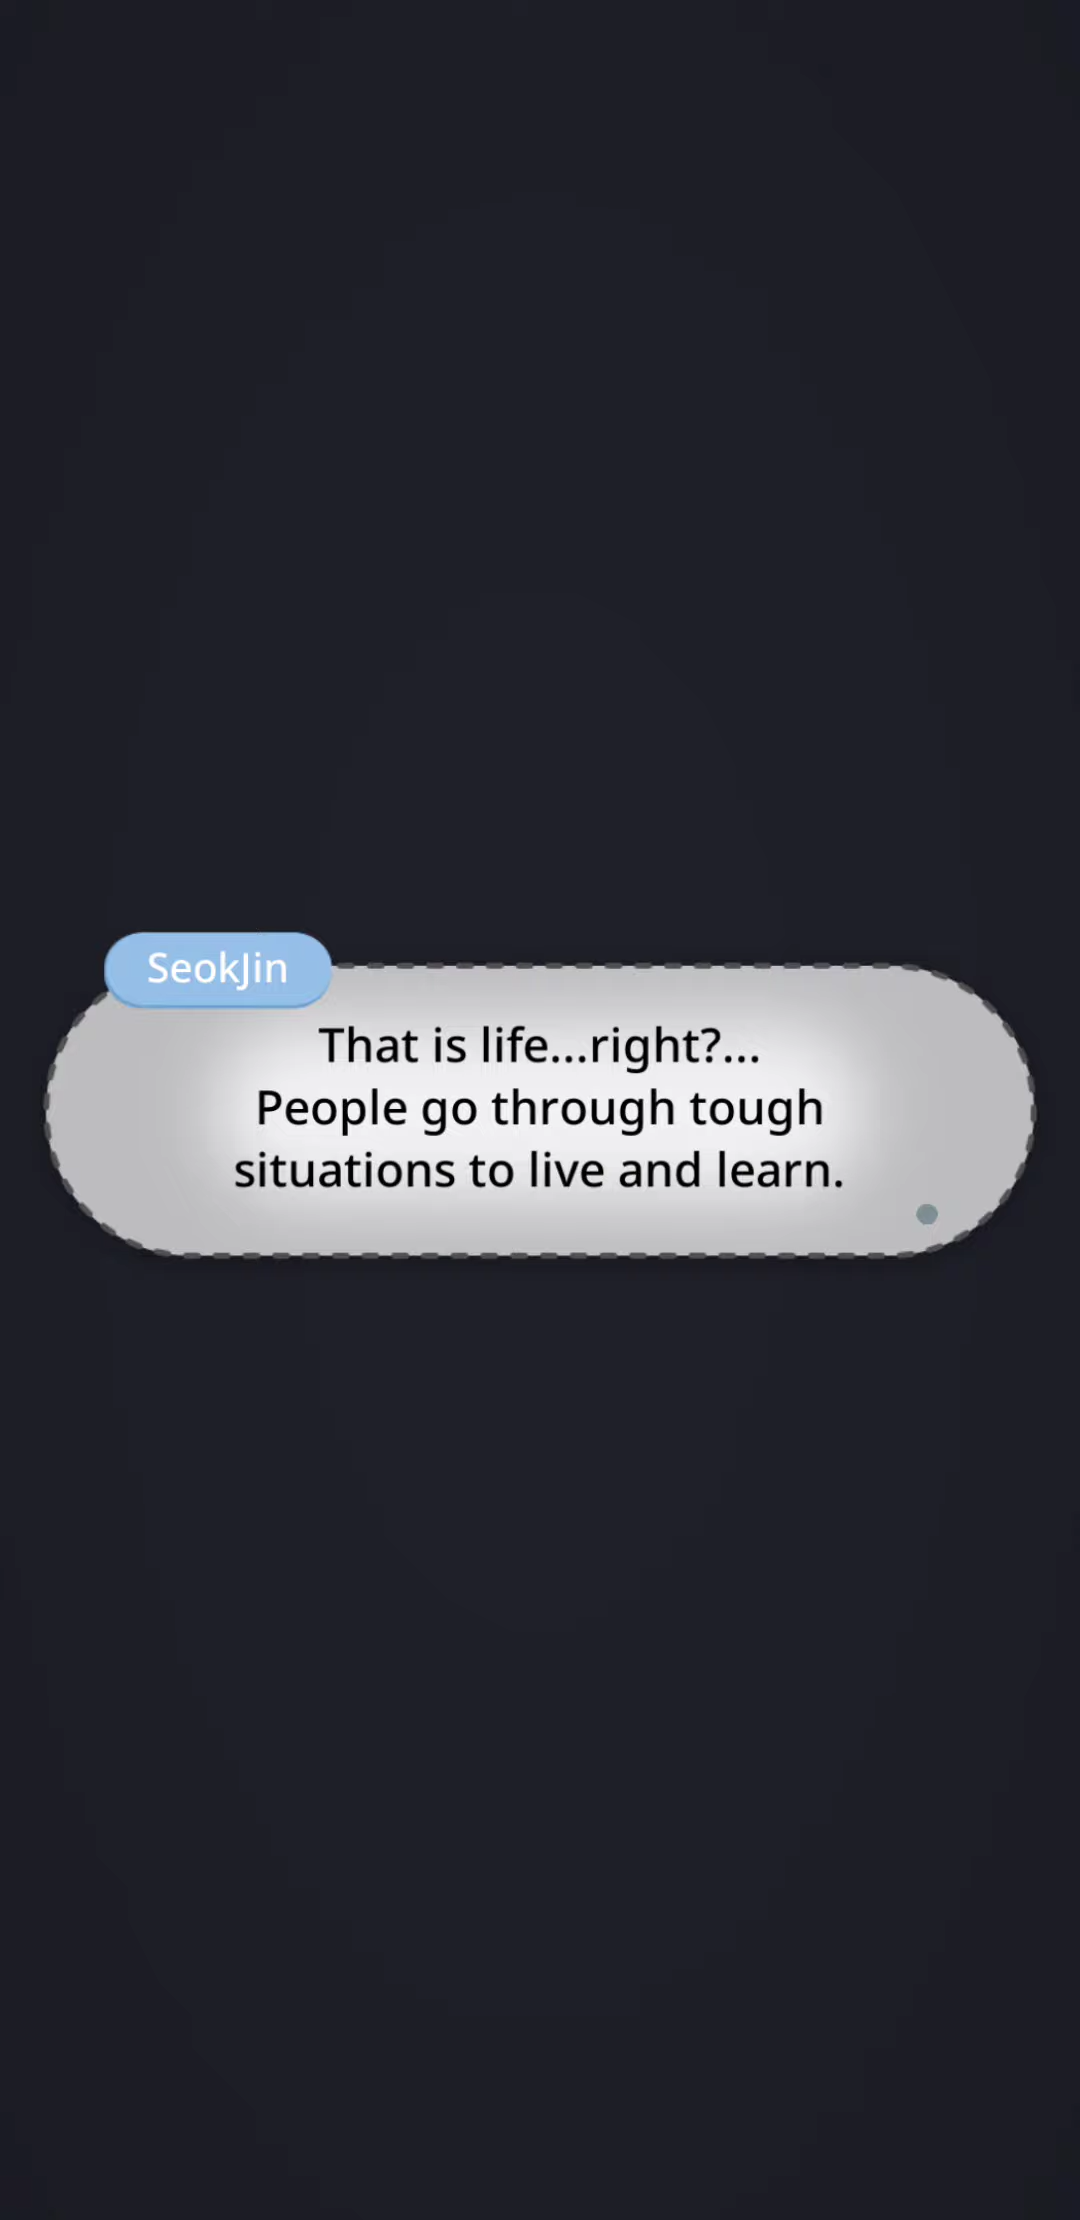 SeokJin
That is life...right?...
People go through tough
situations to live and learn.